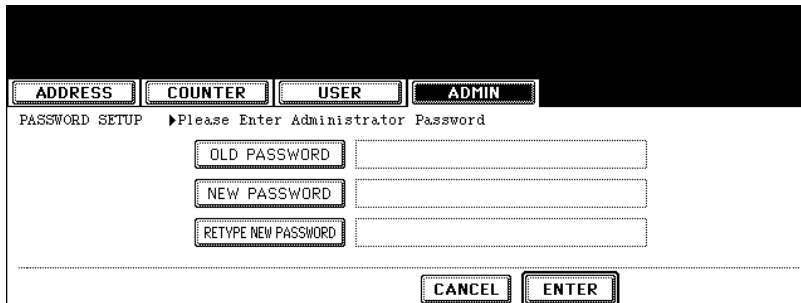 ADDRESS COUNTER USER ADMIN
PASSWORD SETUP ▶Please Enter Administrator Password
OLD PASSWORD
NEW PASSWORD
RETYPE NEW PASSWORD
CANCEL ENTER